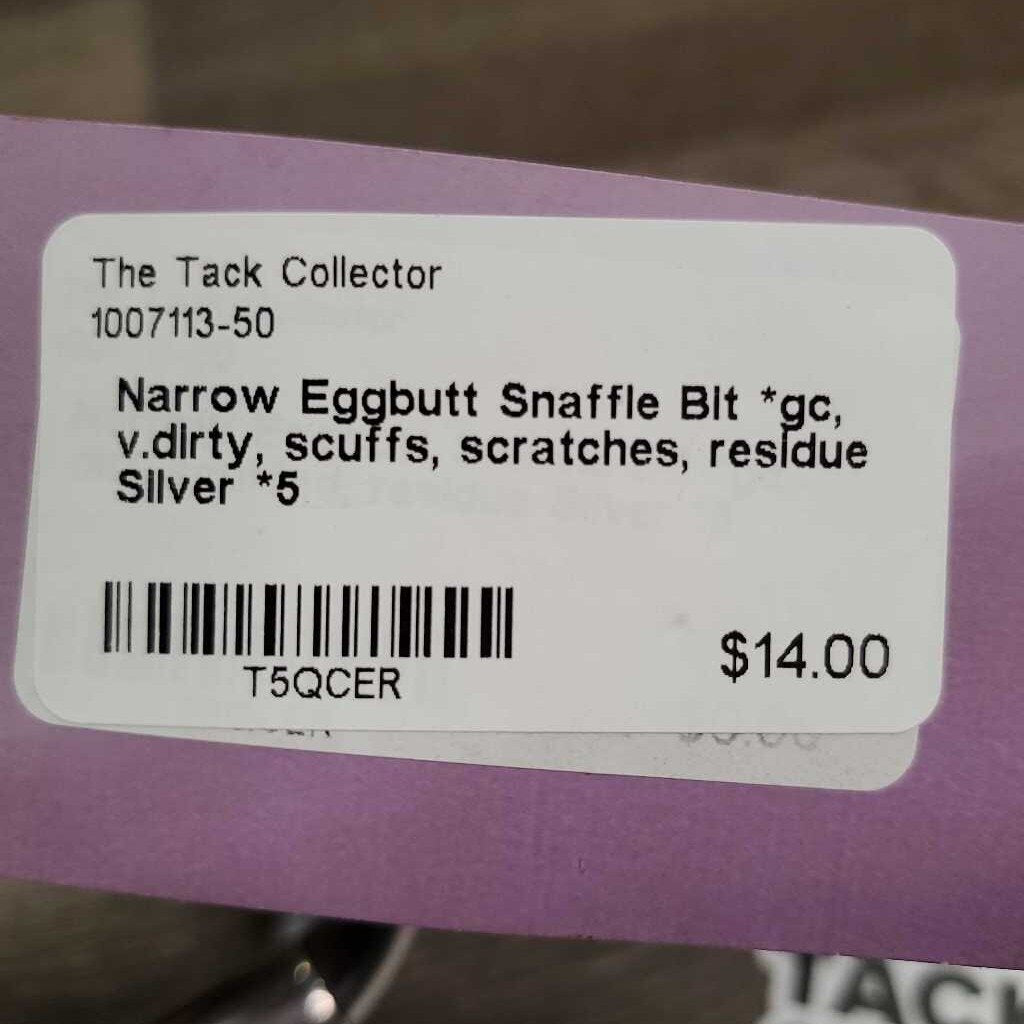 The Tack Collector
1007113-50
Narrow Eggbutt Snaffle Bit *gc,
v.dirty, scuffs, scratches, residue
Silver *5
T5QCER
$14.00
TACK